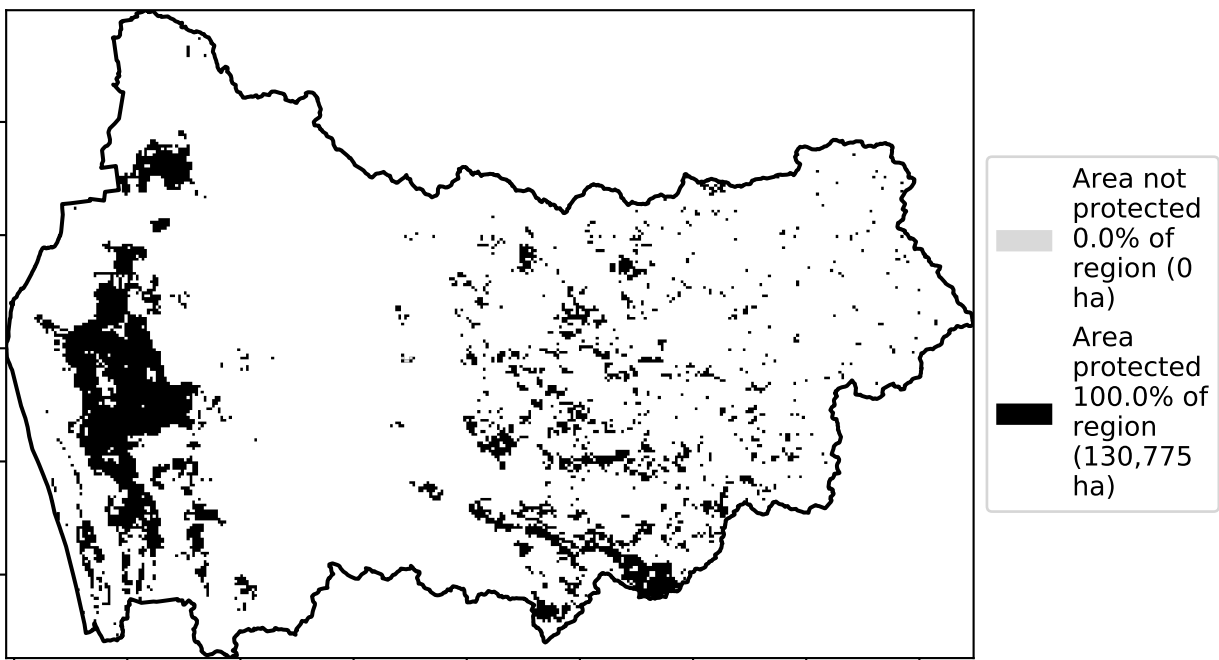 Area not
protected
0.0% of
region (0
ha)
Area
protected
100.0% of
region
(130,775
ha)